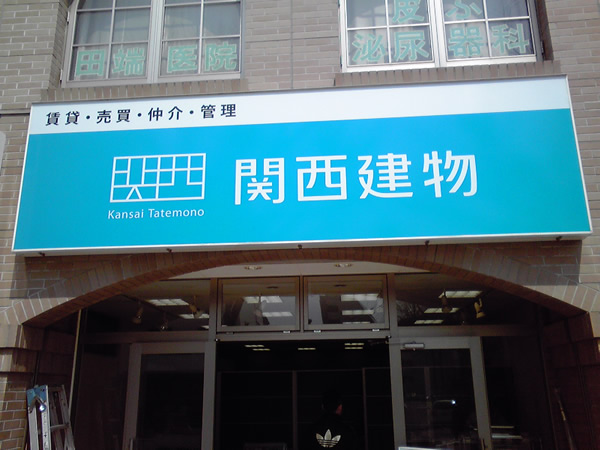 田端医院
皮ふ
泌尿器科
賃貸・売買・仲介・管理
関西建物
Kansai Tatemono